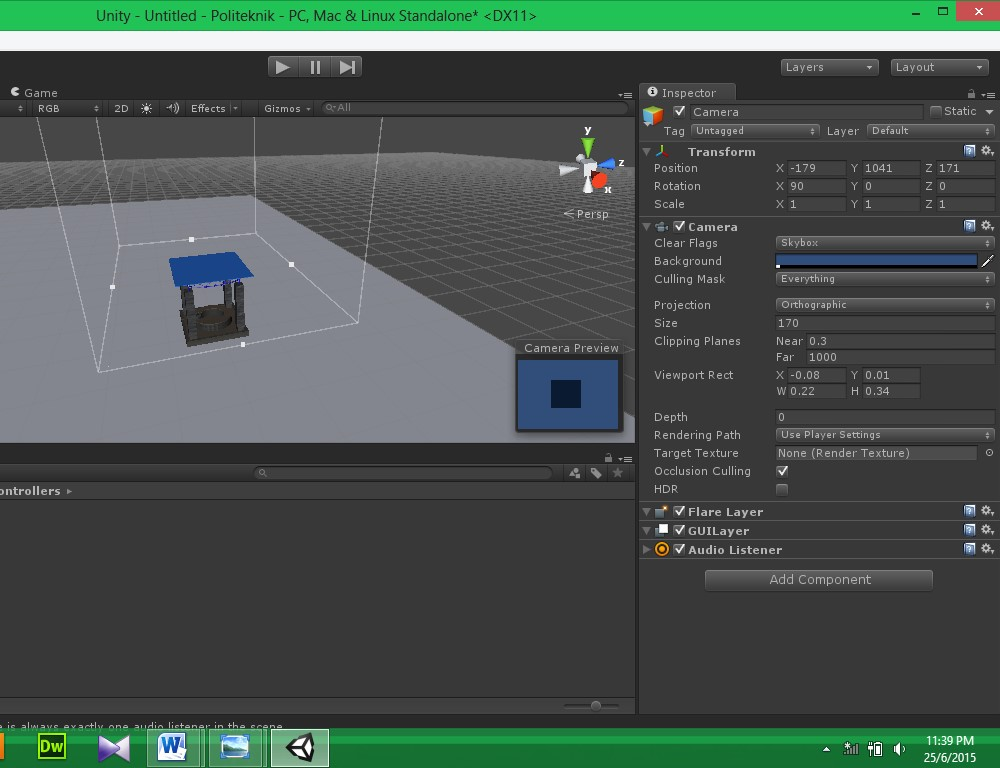 Unity - Untitled - Politeknik - PC, Mac & Linux Standalone* <DX11>
Layers
Layout
Game
RGB
2D
Effects
Gizmos
All
y
z
x
Persp
Camera Preview
ontrollers
e is always exactly one audio listener in the scene.
Inspector
Camera
Static
Tag Untagged Layer Default
Transform
Position X -179 Y 1041 Z 171
Rotation X 90 Y 0 Z 0
Scale X 1 Y 1 Z 1
Camera
Clear Flags Skybox
Background
Culling Mask Everything
Projection Orthographic
Size 170
Clipping Planes Near 0.3
Far 1000
Viewport Rect X -0.08 Y 0.01
W 0.22 H 0.34
Depth 0
Rendering Path Use Player Settings
Target Texture None (Render Texture)
Occlusion Culling
HDR
Flare Layer
GUILayer
Audio Listener
Add Component
Dw
W
11:39 PM
25/6/2015